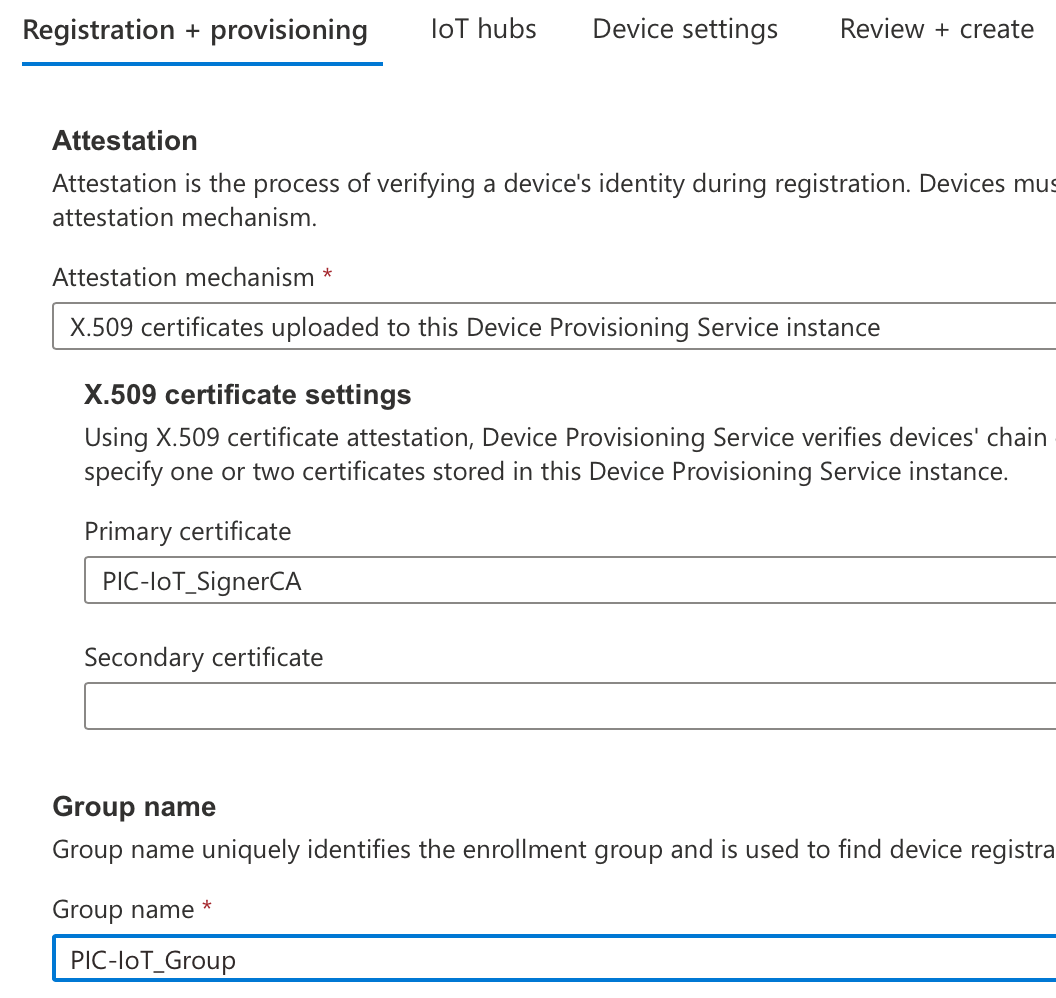 Registration + provisioning IoT hubs Device settings Review + create
Attestation
Attestation is the process of verifying a device's identity during registration. Devices mus
attestation mechanism.
Attestation mechanism *
X.509 certificates uploaded to this Device Provisioning Service instance
X.509 certificate settings
Using X.509 certificate attestation, Device Provisioning Service verifies devices' chain
specify one or two certificates stored in this Device Provisioning Service instance.
Primary certificate
PIC-IoT_SignerCA
Secondary certificate
Group name
Group name uniquely identifies the enrollment group and is used to find device registra
Group name *
PIC-IoT_Group